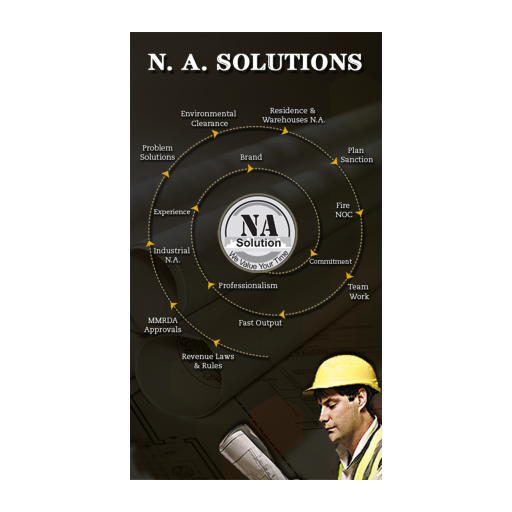 N. A. SOLUTIONS
Environmental
Clearance
Residence &
Warehouses N.A.
Problem
Solutions
Brand
Plan
Sanction
Experience
Fire
NOC
NA
Solution
We Value Your Time
Industrial
N.A.
Commitment
Professionalism
Team
Work
MMRDA
Approvals
Fast Output
Revenue Laws
& Rules